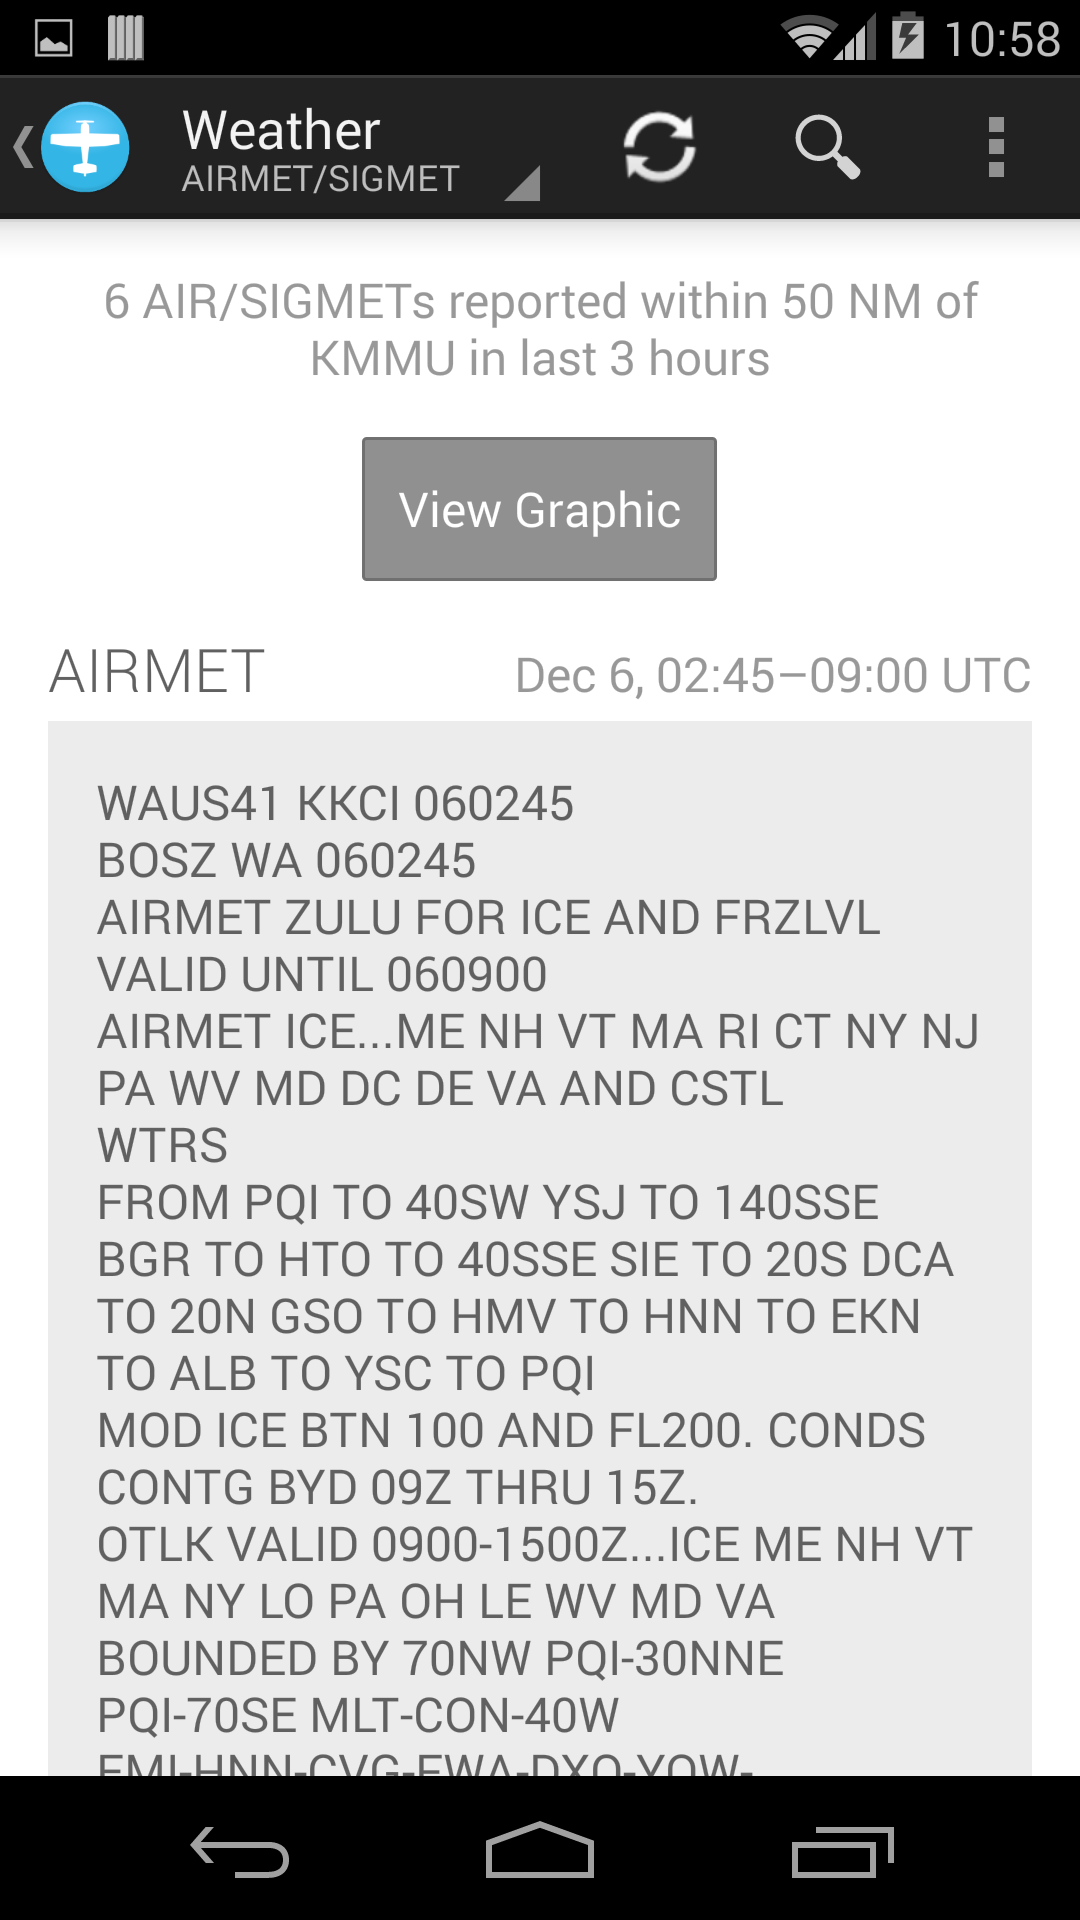 10:58
Weather
AIRMET/SIGMET
6 AIR/SIGMETs reported within 50 NM of
KMMU in last 3 hours
View Graphic
AIRMET
Dec 6, 02:45–09:00 UTC
WAUS41 KKCI 060245
BOSZ WA 060245
AIRMET ZULU FOR ICE AND FRZLVL
VALID UNTIL 060900
AIRMET ICE...ME NH VT MA RI CT NY NJ
PA WV MD DC DE VA AND CSTL
WTRS
FROM PQI TO 40SW YSJ TO 140SSE
BGR TO HTO TO 40SSE SIE TO 20S DCA
TO 20N GSO TO HMV TO HNN TO EKN
TO ALB TO YSC TO PQI
MOD ICE BTN 100 AND FL200. CONDS
CONTG BYD 09Z THRU 15Z.
OTLK VALID 0900-1500Z...ICE ME NH VT
MA NY LO PA OH LE WV MD VA
BOUNDED BY 70NW PQI-30NNE
PQI-70SE MLT-CON-40W
EMI-HNN-CVG-FWA-DXO-YOW-